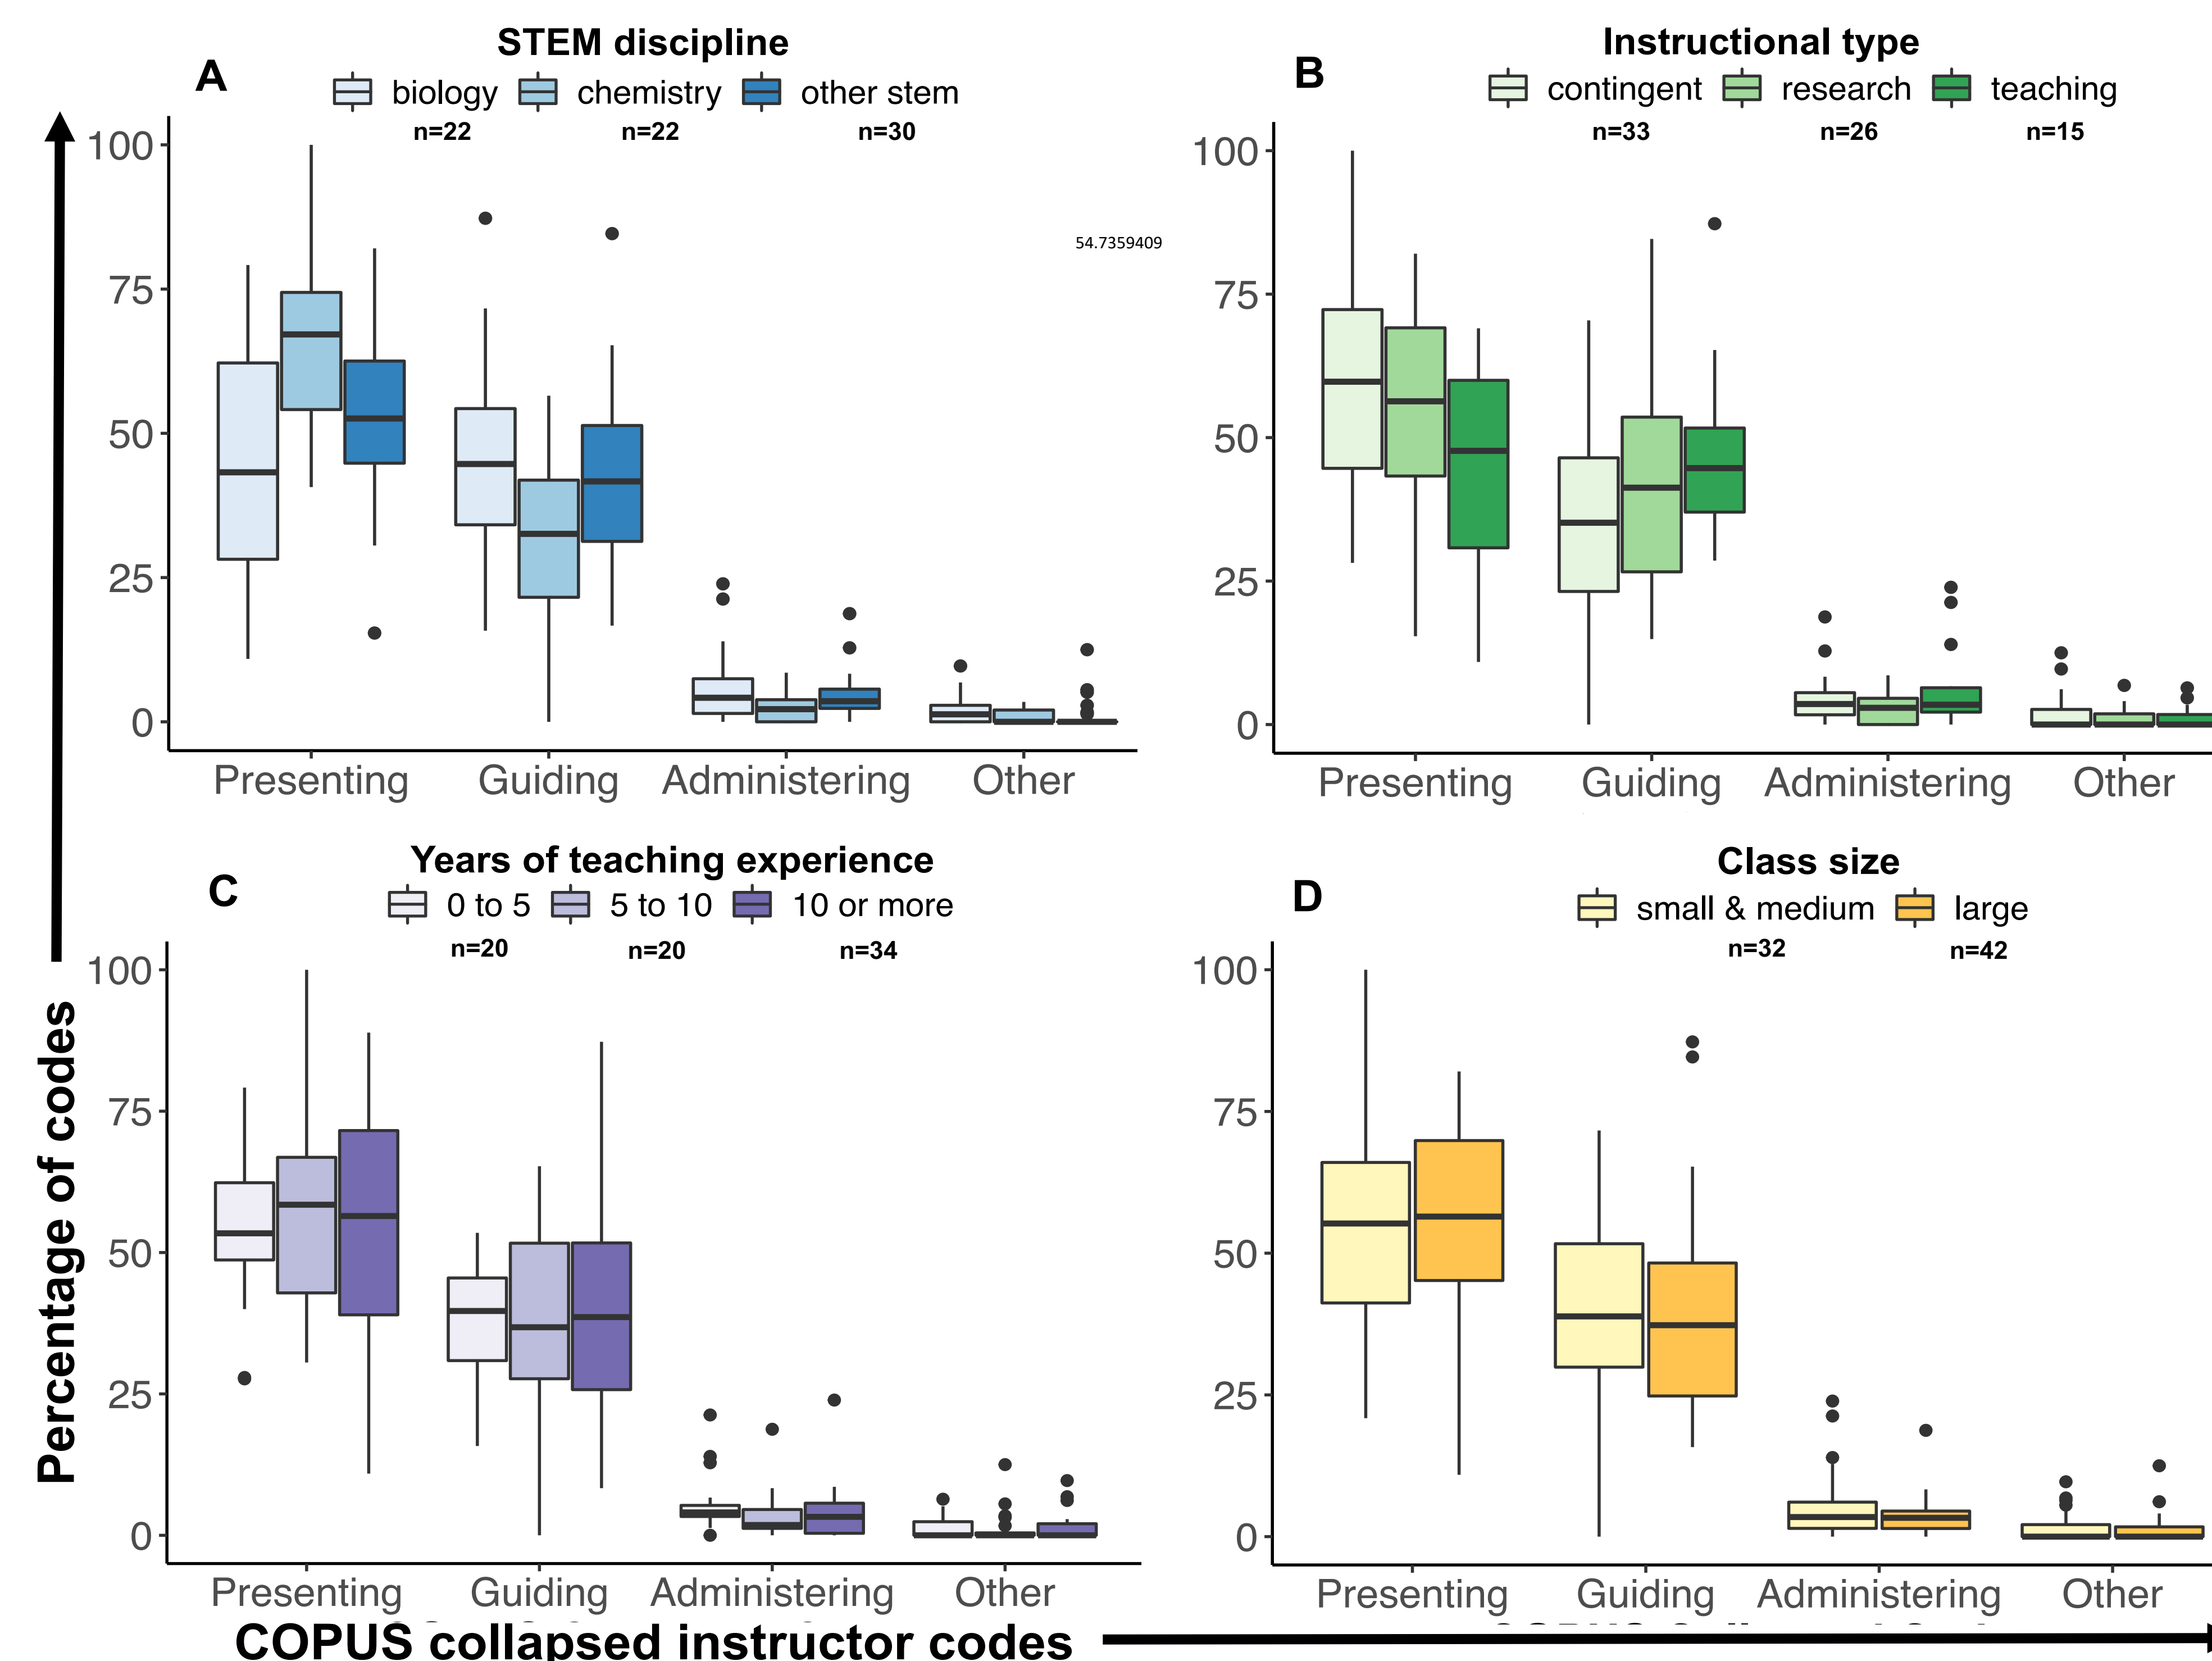 STEM discipline
A
biology chemistry other stem
n=22 n=22 n=30
100
75
50
25
0
54.7359409
Presenting Guiding Administering Other
Instructional type
B
contingent research teaching
n=33 n=26 n=15
100
75
50
25
0
Presenting Guiding Administering Other
Percentage of codes
Years of teaching experience
C
0 to 5 5 to 10 10 or more
n=20 n=20 n=34
100
75
50
25
0
Presenting Guiding Administering Other
Class size
D
small & medium large
n=32 n=42
100
75
50
25
0
Presenting Guiding Administering Other
COPUS collapsed instructor codes